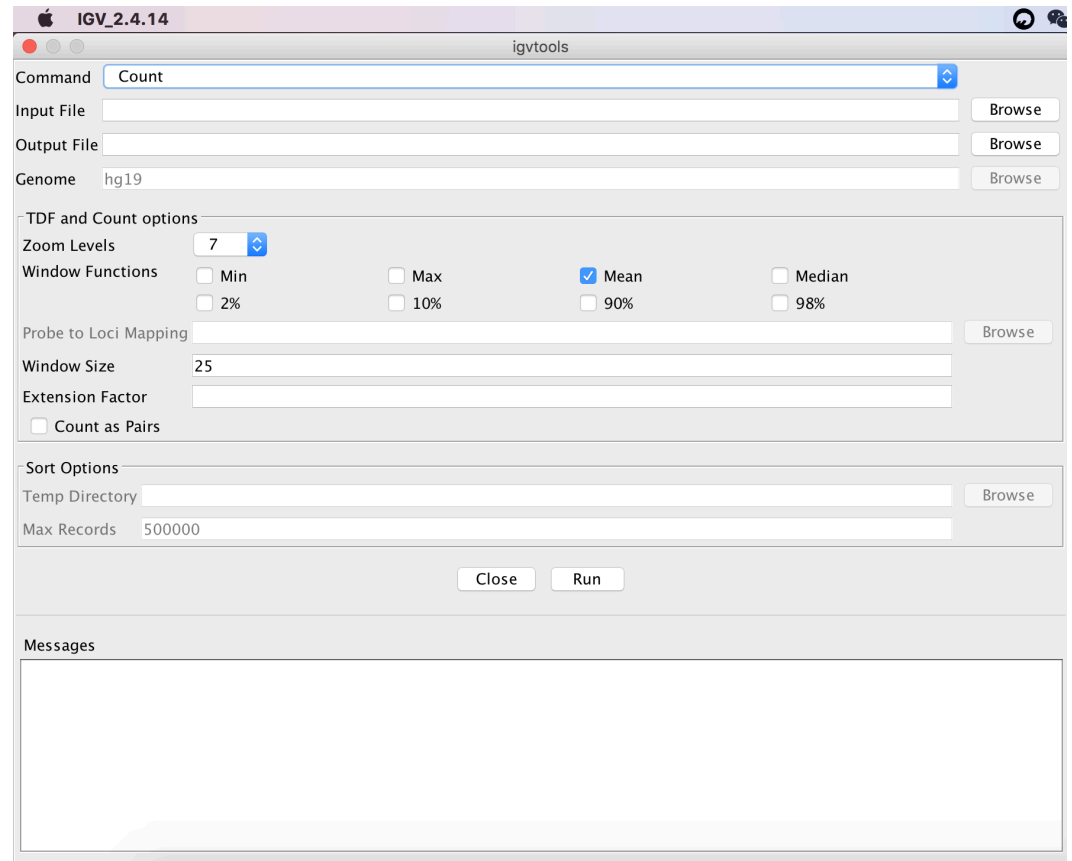 IGV_2.4.14
igvtools
Command Count
Input File Browse
Output File Browse
Genome hg19 Browse
TDF and Count options
Zoom Levels 7
Window Functions Min Max Mean Median
2% 10% 90% 98%
Probe to Loci Mapping Browse
Window Size 25
Extension Factor
Count as Pairs
Sort Options
Temp Directory Browse
Max Records 500000
Close Run
Messages